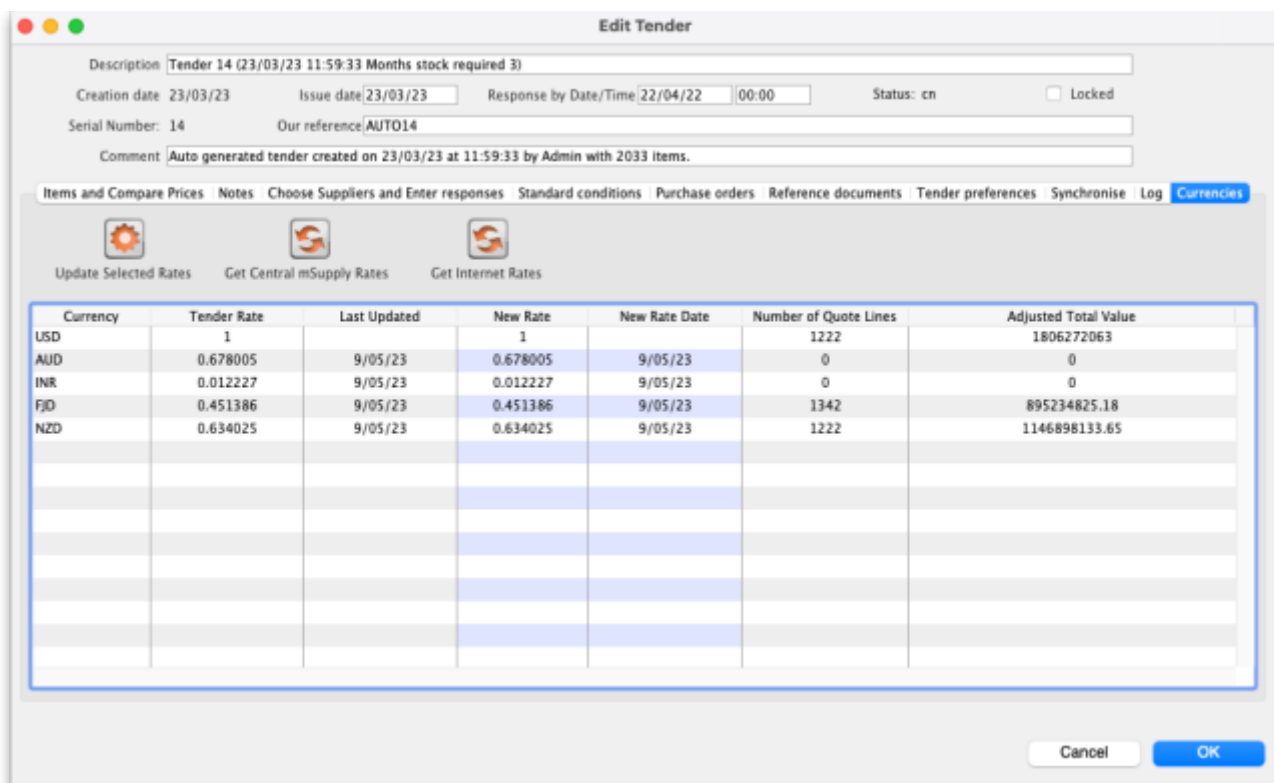 Edit Tender
Description Tender 14 (23/03/23 11:59:33 Months stock required 3)
Creation date 23/03/23 Issue date 23/03/23 Response by Date/Time 22/04/22 00:00 Status: cn Locked
Serial Number: 14 Our reference AUTO14
Comment Auto generated tender created on 23/03/23 at 11:59:33 by Admin with 2033 items.
Items and Compare Prices Notes Choose Suppliers and Enter responses Standard conditions Purchase orders Reference documents Tender preferences Synchronise Log Currencies
Update Selected Rates Get Central mSupply Rates Get Internet Rates
Currency Tender Rate Last Updated New Rate New Rate Date Number of Quote Lines Adjusted Total Value
USD 1 1 1222 1806272063
AUD 0.678005 9/05/23 0.678005 9/05/23 0 0
INR 0.012227 9/05/23 0.012227 9/05/23 0 0
FJD 0.451386 9/05/23 0.451386 9/05/23 1342 895234825.18
NZD 0.634025 9/05/23 0.634025 9/05/23 1222 1146898133.65
Cancel OK